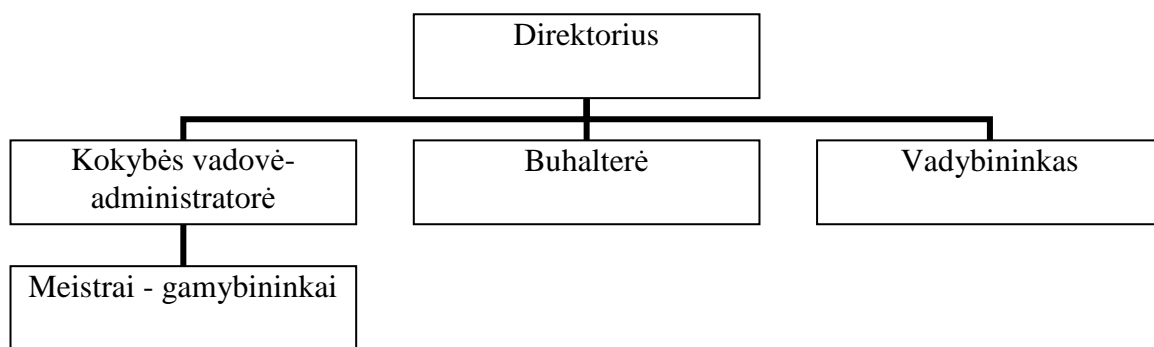 Direktorius
Kokybės vadovė-
administratorė
Buhalterė
Vadybininkas
Meistrai - gamybininkai